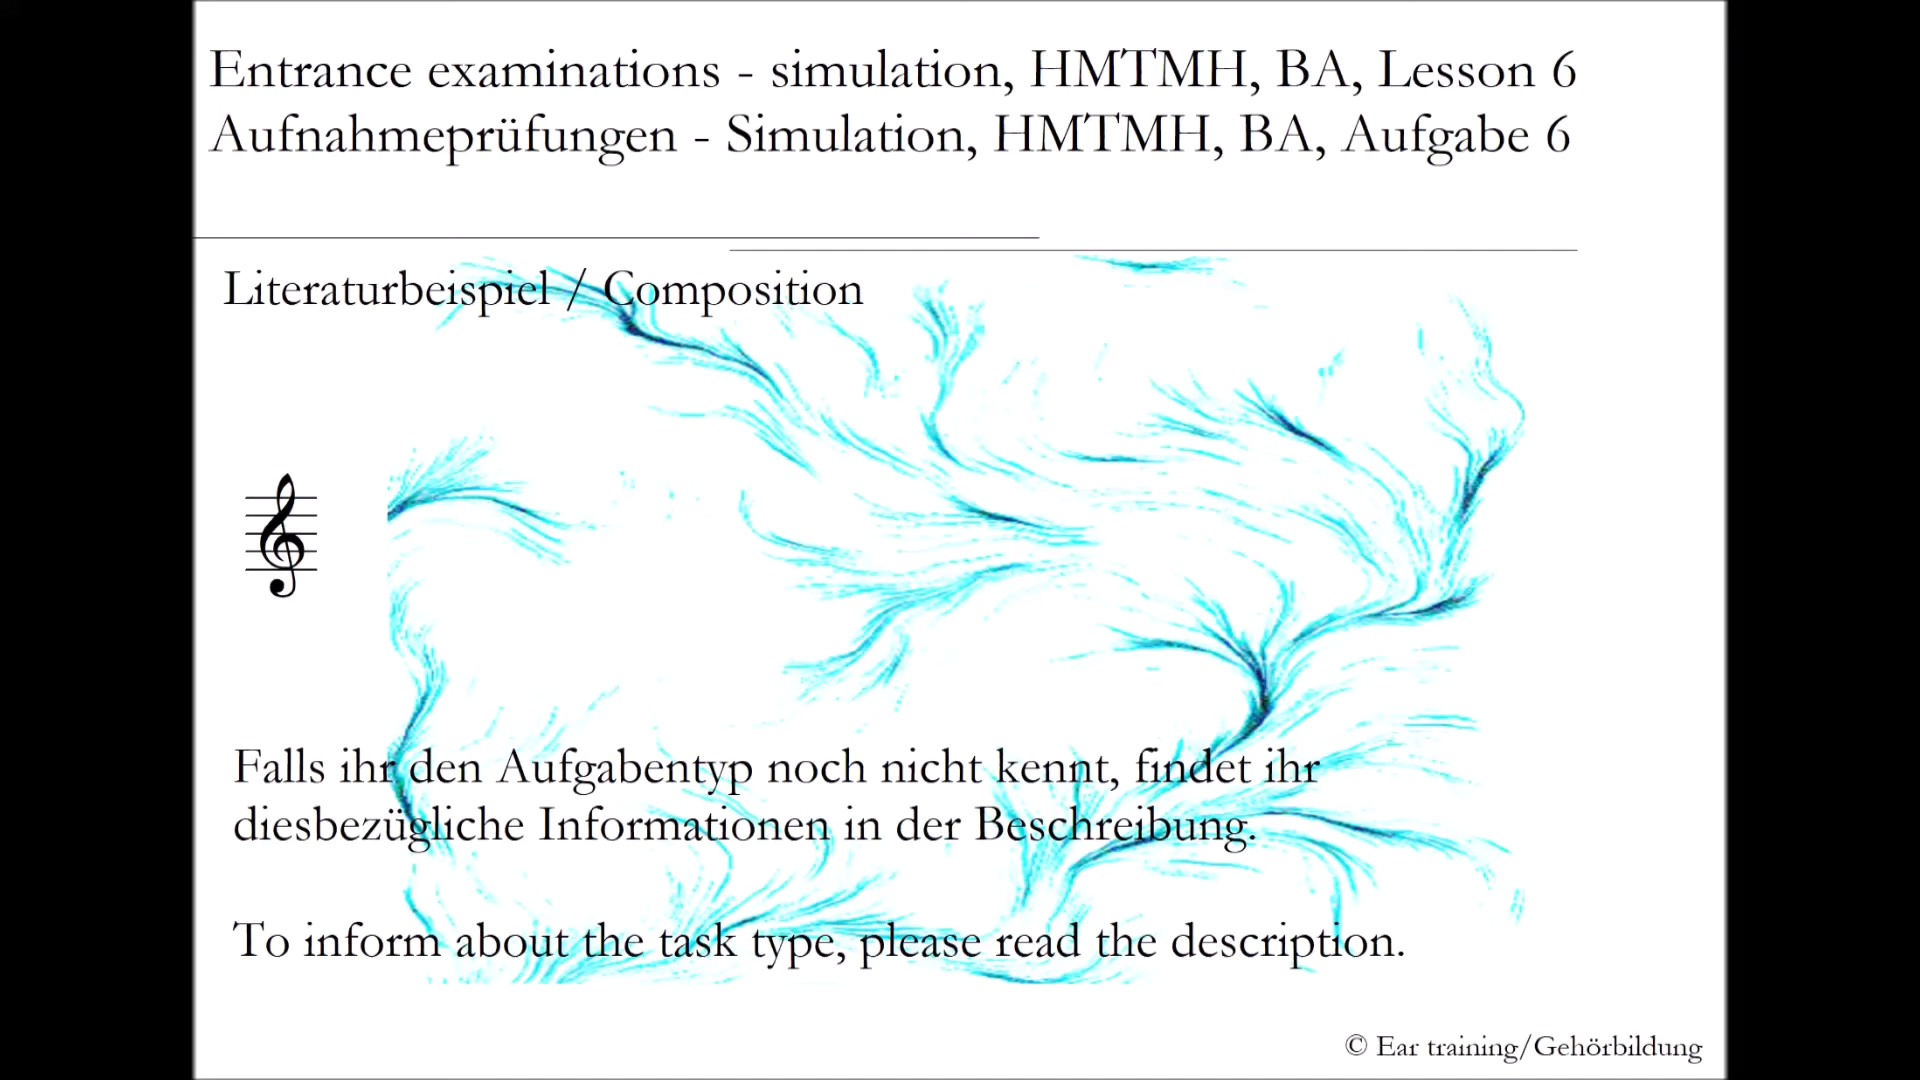 Entrance examinations - simulation, HMTMH, BA, Lesson 6
Aufnahmeprüfungen - Simulation, HMTMH, BA, Aufgabe 6
Literaturbeispiel / Composition
Falls ihr den Aufgabentyp noch nicht kennt, findet ihr
diesbezügliche Informationen in der Beschreibung.
To inform about the task type, please read the description.
© Ear training/Gehörbildung